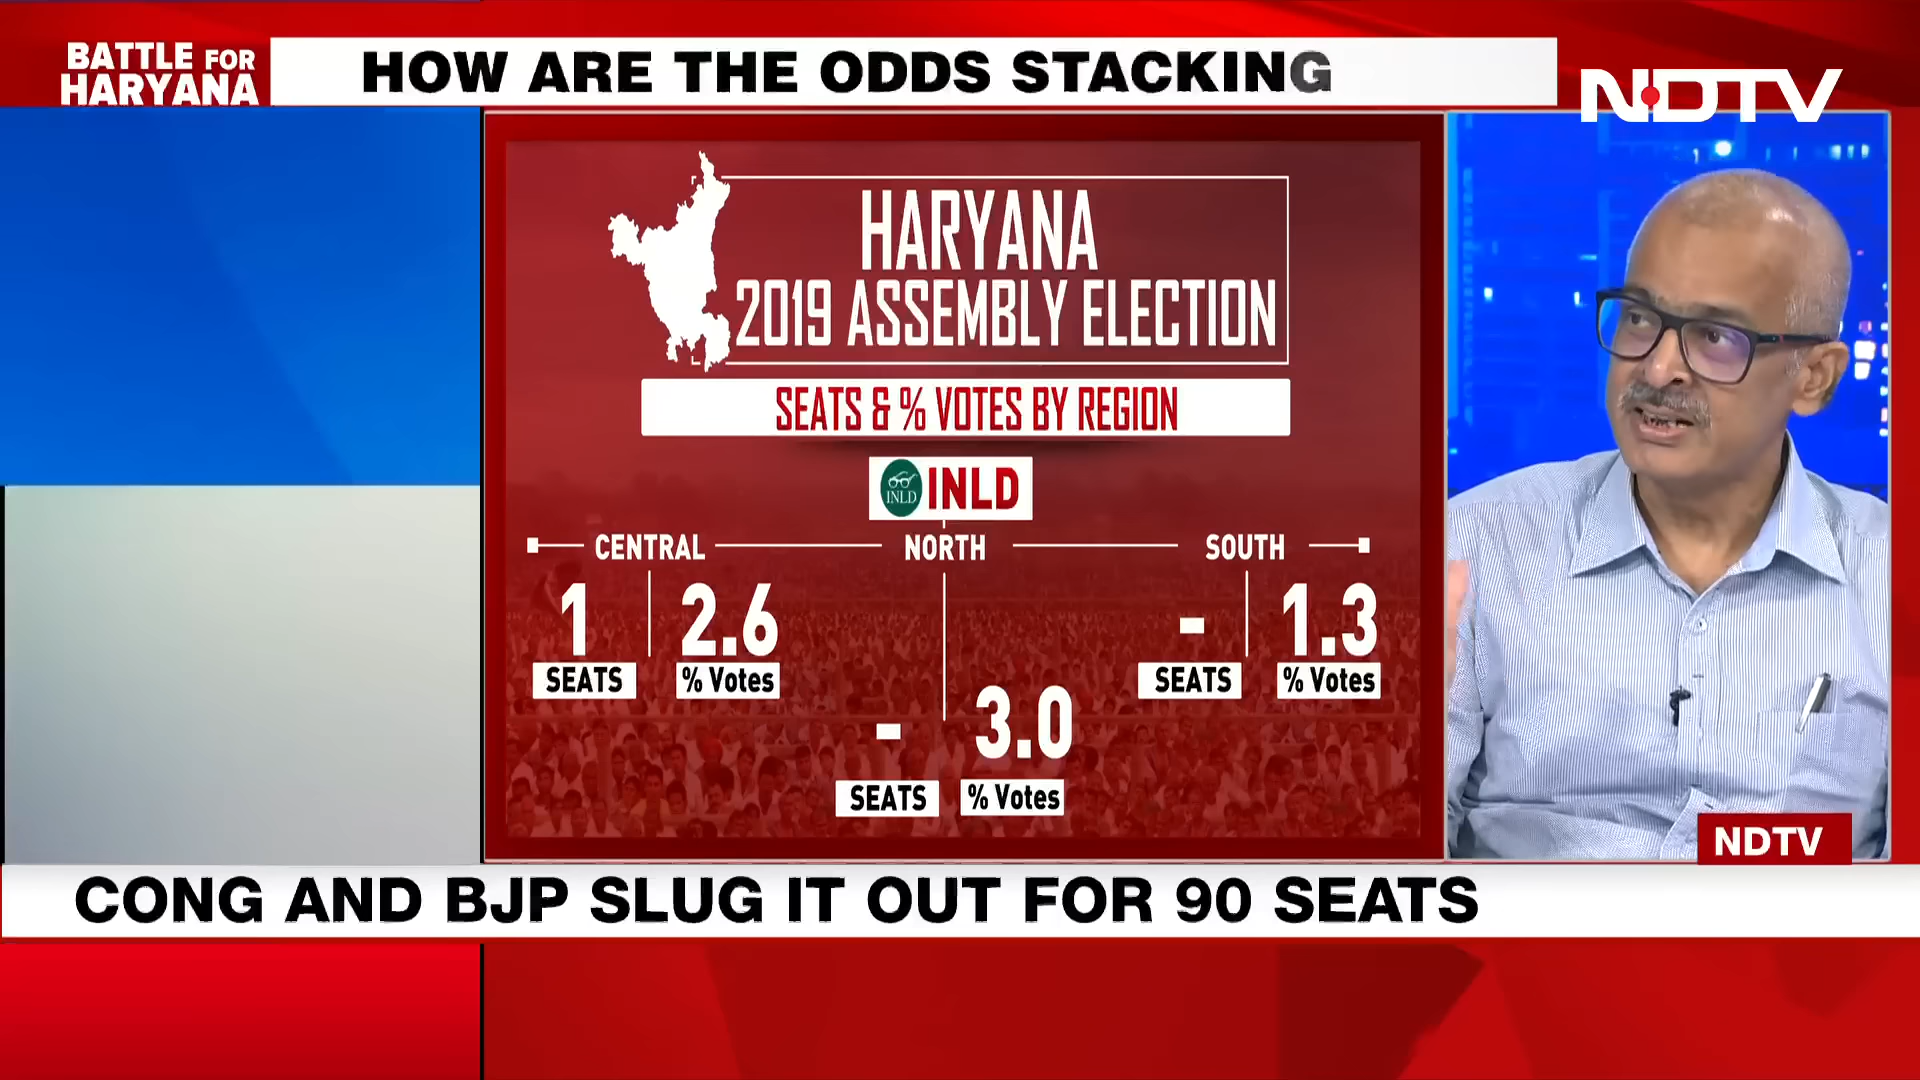 BATTLE FOR
HARYANA
HOW ARE THE ODDS STACKING
NDTV
HARYANA
2019 ASSEMBLY ELECTION
SEATS & % VOTES BY REGION
INLD INLD
CENTRAL NORTH SOUTH
1 2.6 - 1.3
SEATS % Votes SEATS % Votes
- 3.0
SEATS % Votes
NDTV
CONG AND BJP SLUG IT OUT FOR 90 SEATS